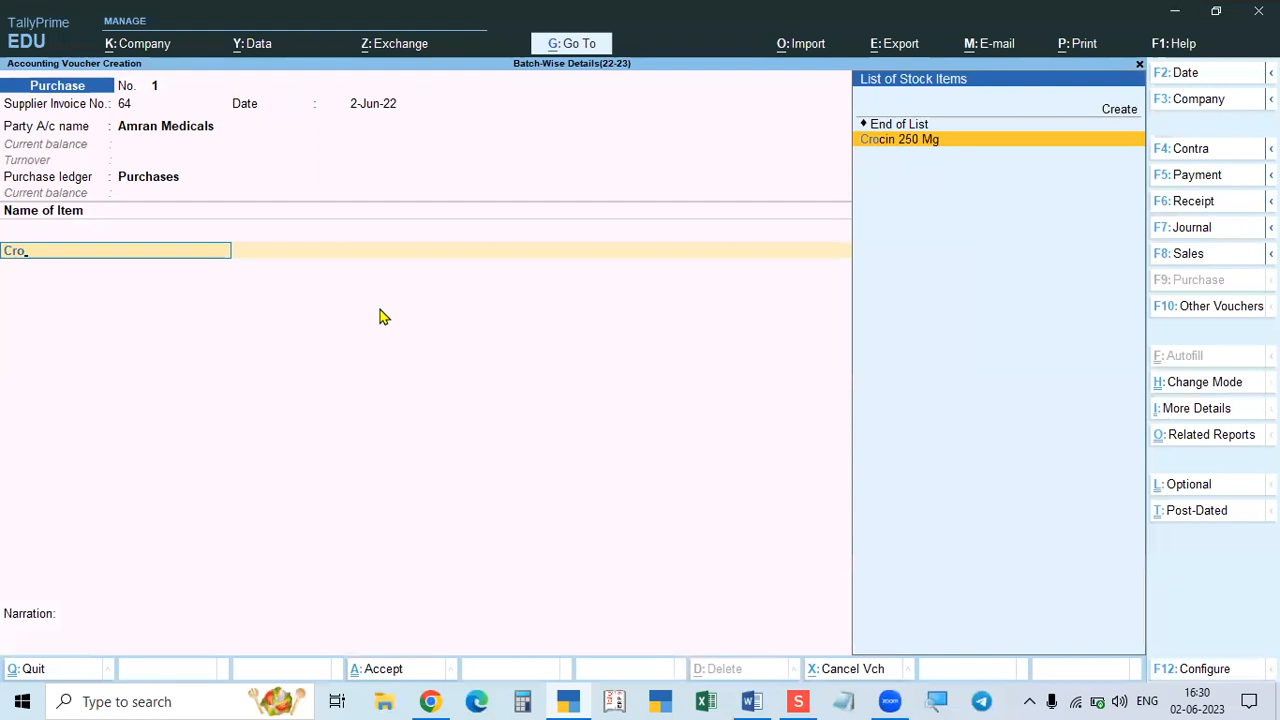 TallyPrime
EDU
MANAGE
K: Company
Y: Data
Z: Exchange
G: Go To
O: Import
E: Export
M: E-mail
P: Print
F1: Help
Accounting Voucher Creation
Batch-Wise Details(22-23)
Purchase No. 1
Supplier Invoice No.: 64 Date : 2-Jun-22
Party A/c name : Amran Medicals
Current balance :
Turnover :
Purchase ledger : Purchases
Current balance :
Name of Item
Cro
Narration:
List of Stock Items
Create
♦ End of List
Crocin 250 Mg
F2: Date
F3: Company
F4: Contra
F5: Payment
F6: Receipt
F7: Journal
F8: Sales
F9: Purchase
F10: Other Vouchers
F: Autofill
H: Change Mode
I: More Details
O: Related Reports
L: Optional
T: Post-Dated
Q: Quit
A: Accept
D: Delete
X: Cancel Vch
F12: Configure
Type to search
ENG
16:30
02-06-2023